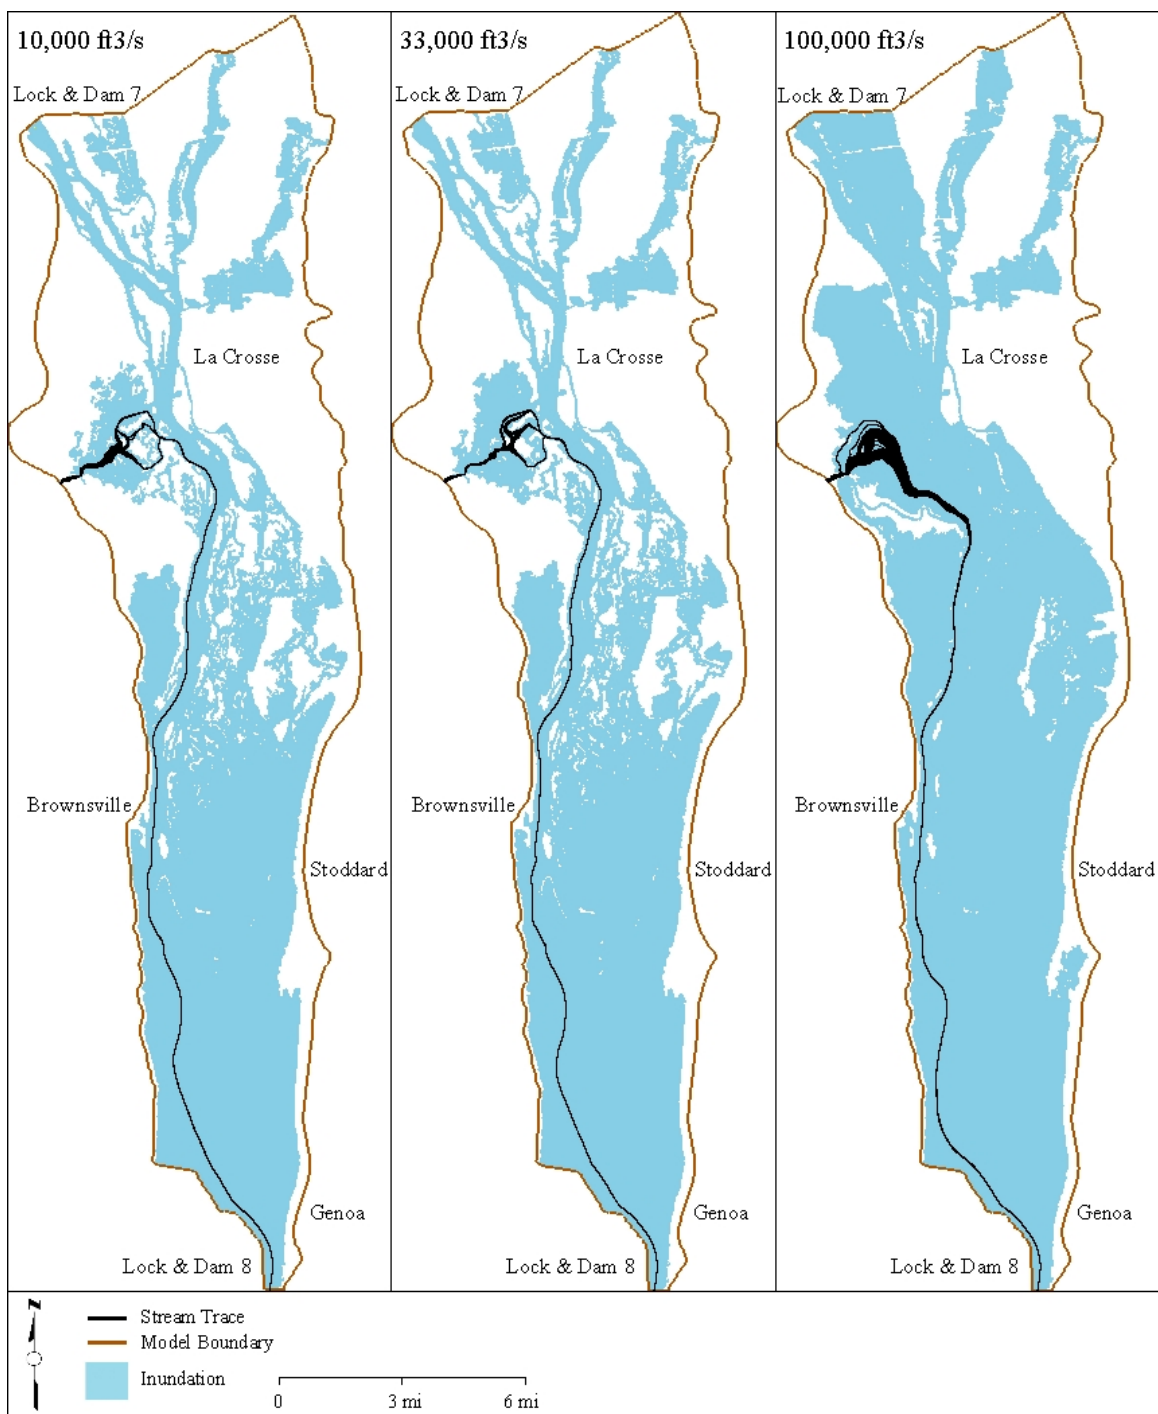 10,000 ft3/s
33,000 ft3/s
100,000 ft3/s
Lock & Dam 7
Lock & Dam 7
Lock & Dam 7
La Crosse
La Crosse
La Crosse
Brownsville
Brownsville
Brownsville
Stoddard
Stoddard
Stoddard
Genoa
Genoa
Genoa
Lock & Dam 8
Lock & Dam 8
Lock & Dam 8
N
Stream Trace
Model Boundary
Inundation
0 3 mi 6 mi